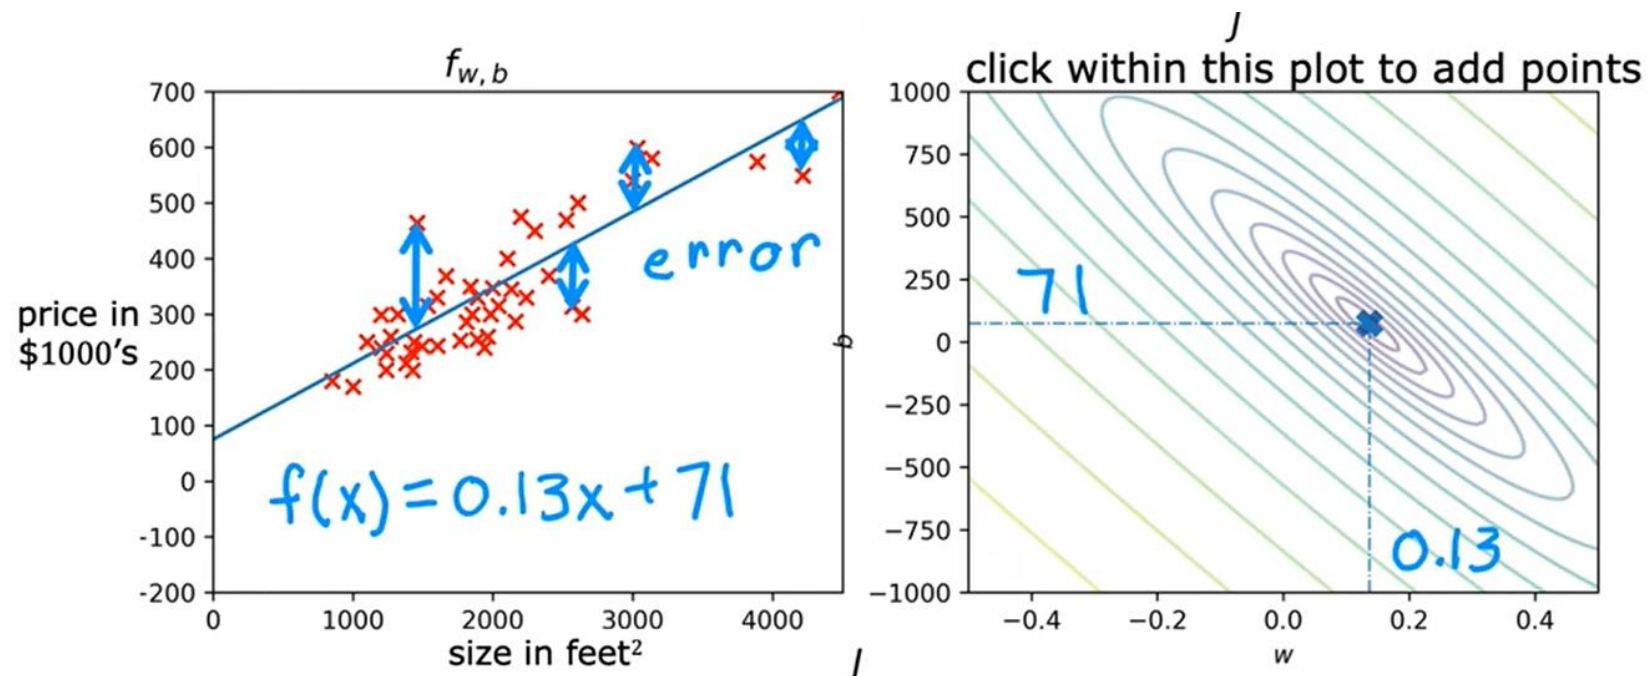 f_{w, b}
700
600
500
400
300
200
100
0
-100
-200
price in
$1000's
0 1000 2000 3000 4000
size in feet²
error
f(x)=0.13x+71
J
click within this plot to add points
1000
750
500
250
0
−250
−500
−750
−1000
b
71
0.13
−0.4 −0.2 0.0 0.2 0.4
w